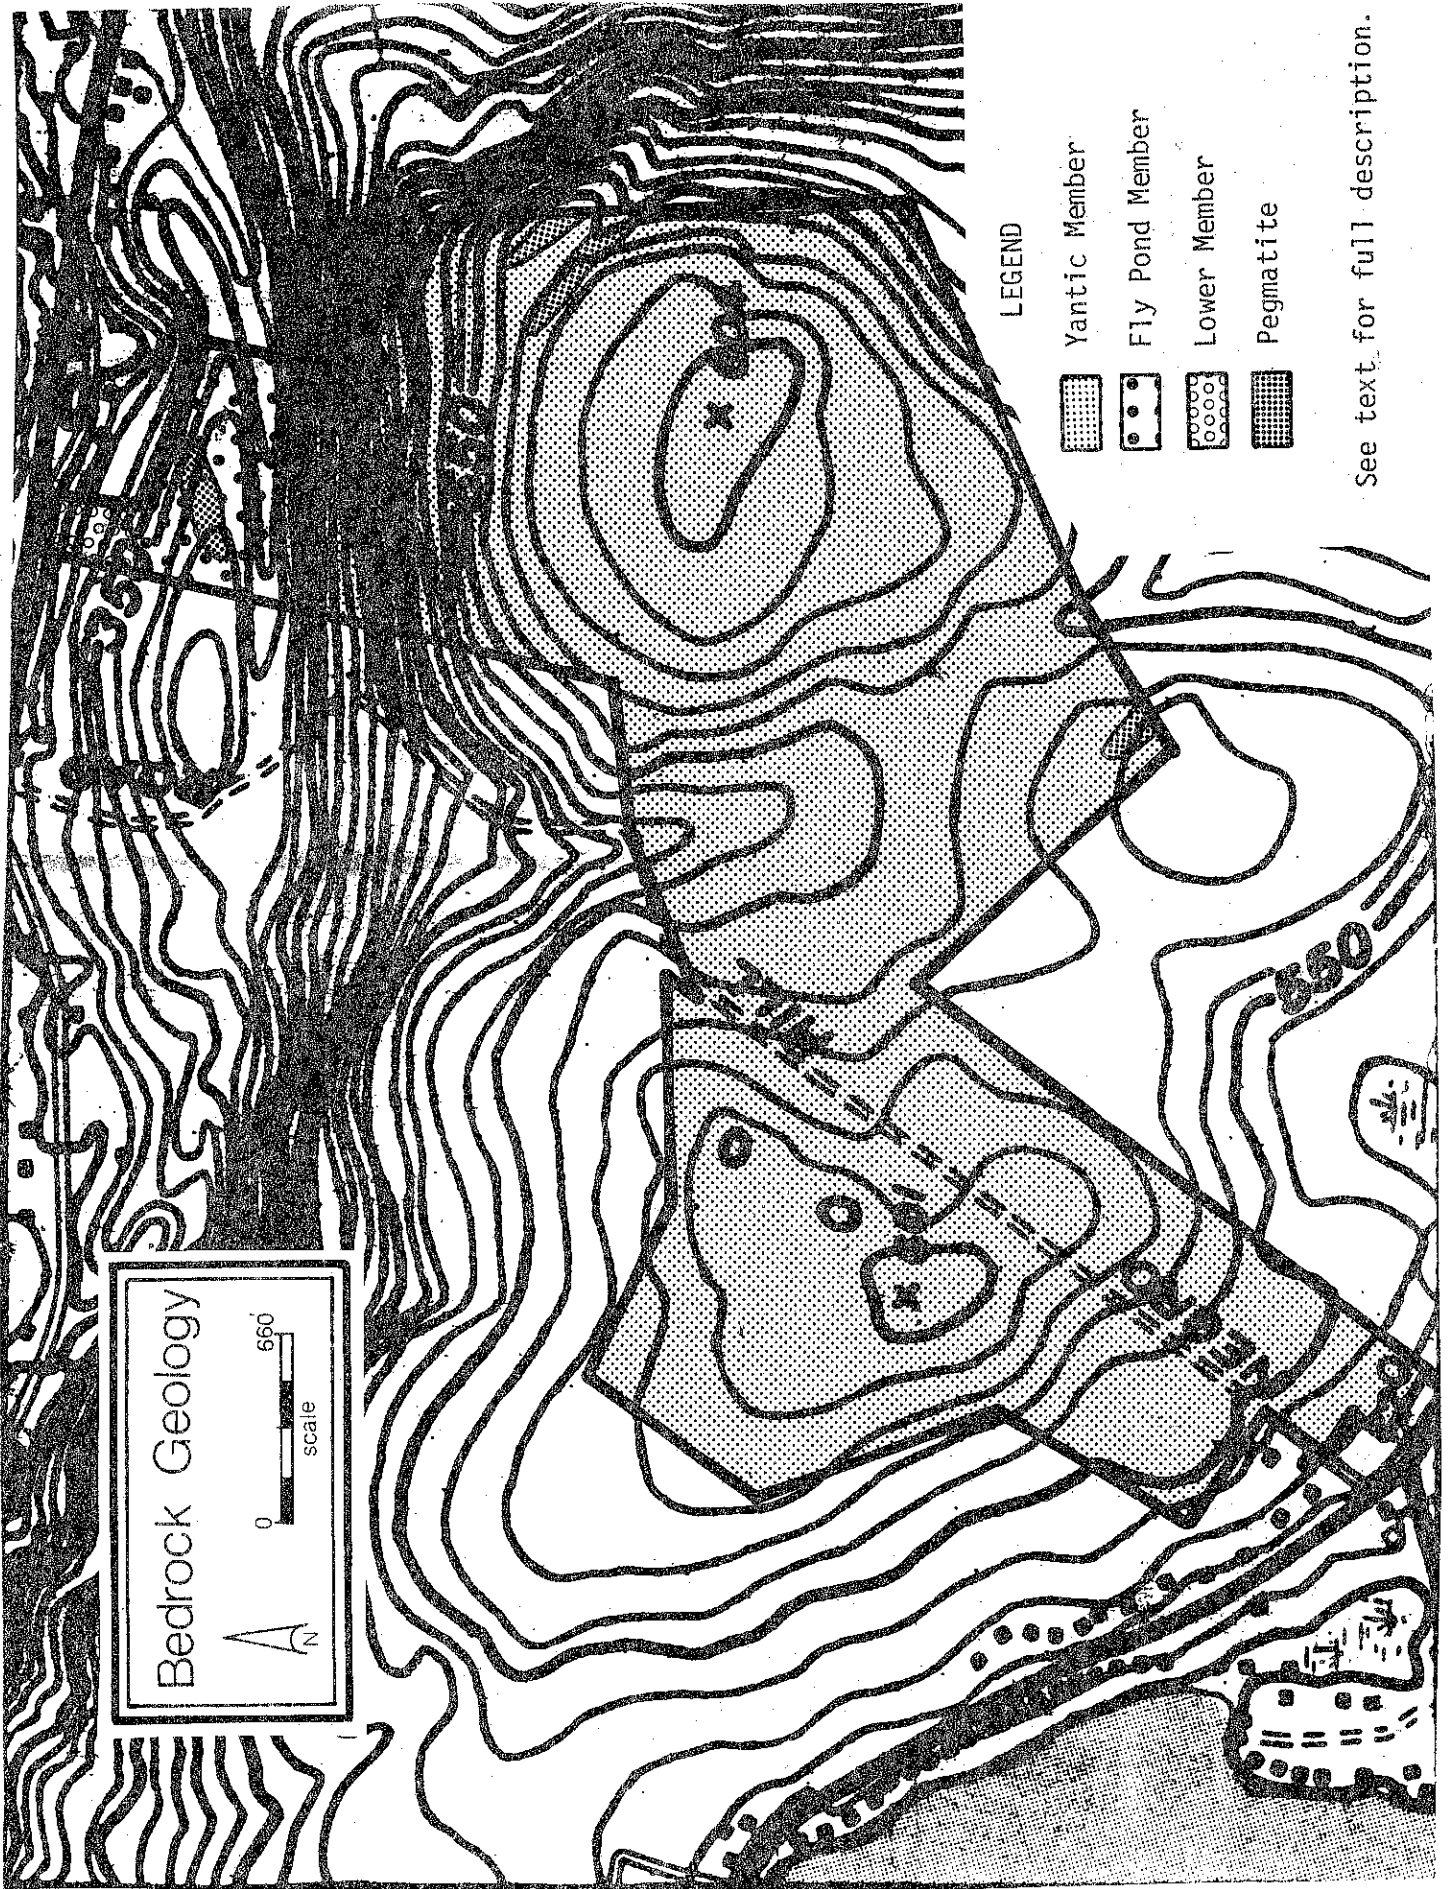 Bedrock Geology
N
0 660'
scale
350
550
LEGEND
Yantic Member
Fly Pond Member
Lower Member
Pegmatite
See text for full description.